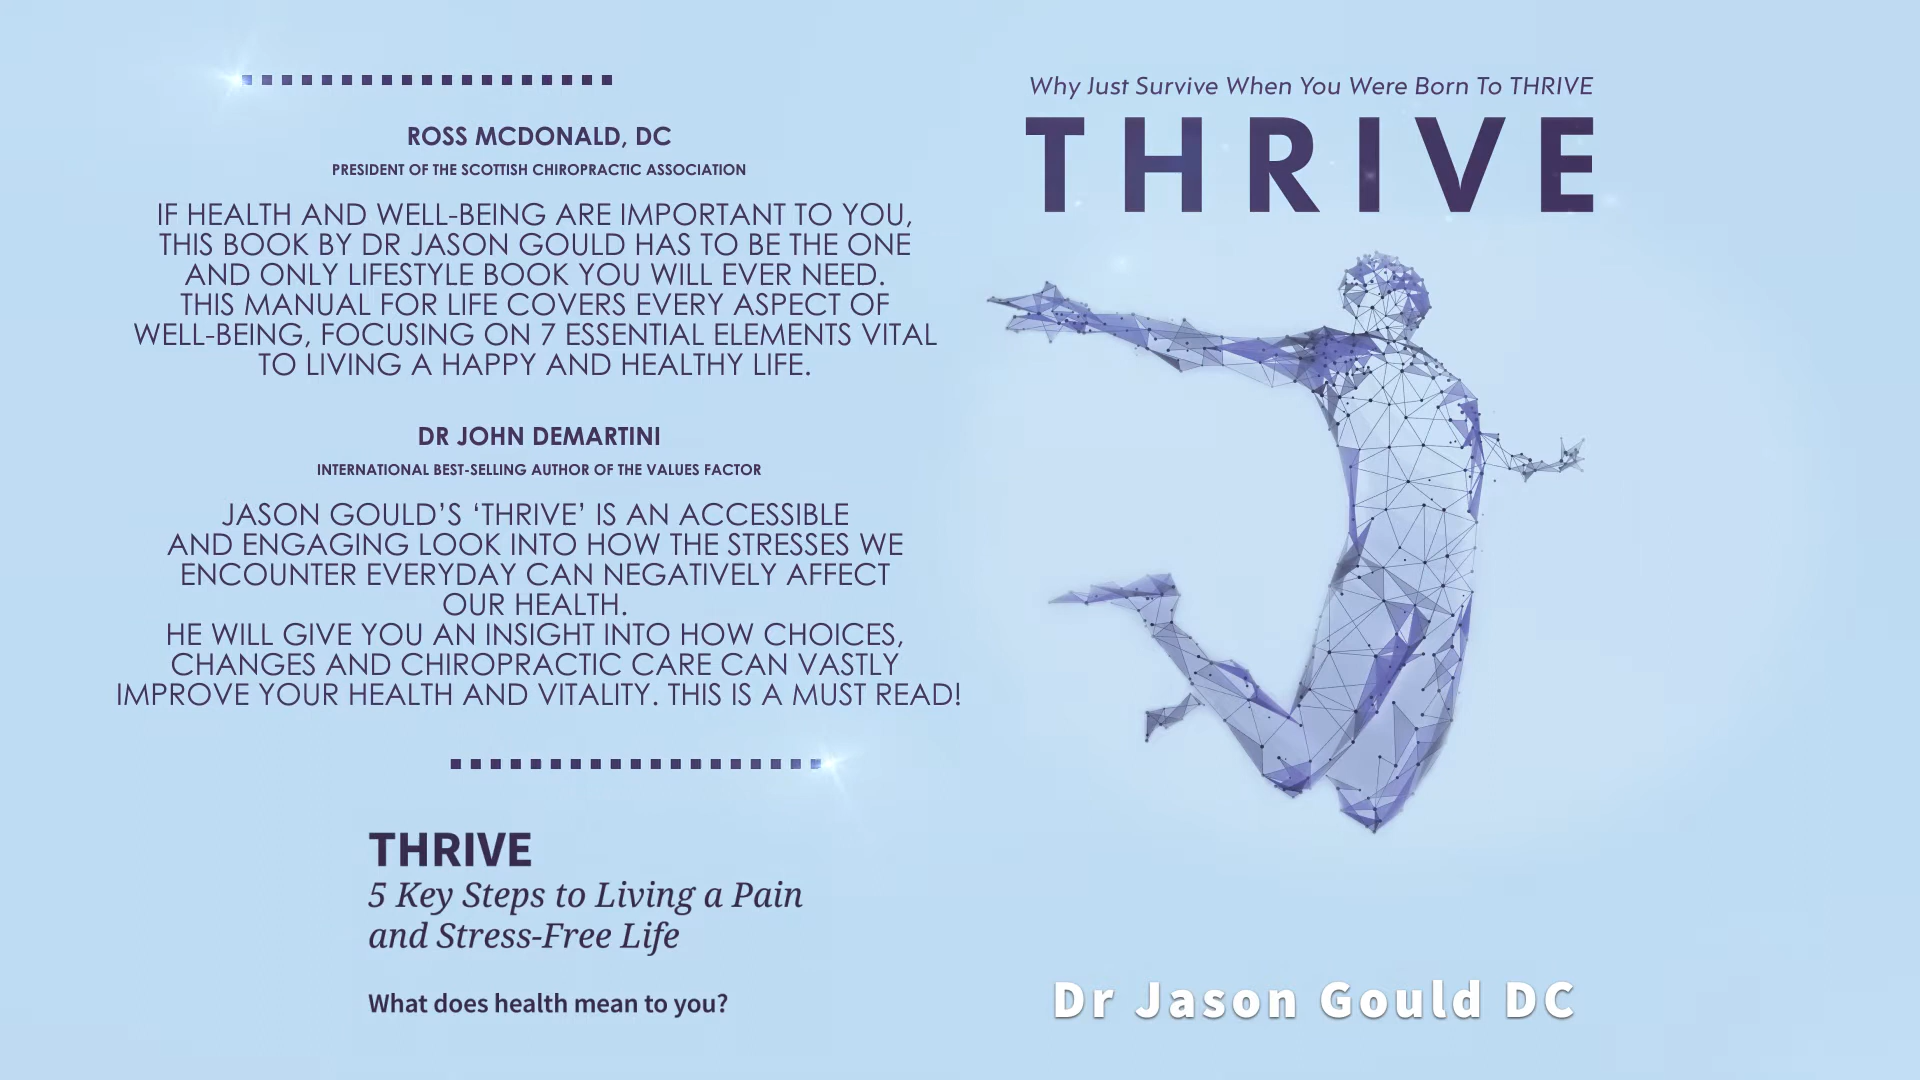 ROSS MCDONALD, DC
PRESIDENT OF THE SCOTTISH CHIROPRACTIC ASSOCIATION
IF HEALTH AND WELL-BEING ARE IMPORTANT TO YOU,
THIS BOOK BY DR JASON GOULD HAS TO BE THE ONE
AND ONLY LIFESTYLE BOOK YOU WILL EVER NEED.
THIS MANUAL FOR LIFE COVERS EVERY ASPECT OF
WELL-BEING, FOCUSING ON 7 ESSENTIAL ELEMENTS VITAL
TO LIVING A HAPPY AND HEALTHY LIFE.
DR JOHN DEMARTINI
INTERNATIONAL BEST-SELLING AUTHOR OF THE VALUES FACTOR
JASON GOULD’S ‘THRIVE’ IS AN ACCESSIBLE
AND ENGAGING LOOK INTO HOW THE STRESSES WE
ENCOUNTER EVERYDAY CAN NEGATIVELY AFFECT
OUR HEALTH.
HE WILL GIVE YOU AN INSIGHT INTO HOW CHOICES,
CHANGES AND CHIROPRACTIC CARE CAN VASTLY
IMPROVE YOUR HEALTH AND VITALITY. THIS IS A MUST READ!
THRIVE
5 Key Steps to Living a Pain
and Stress-Free Life
What does health mean to you?
Why Just Survive When You Were Born To THRIVE
THRIVE
Dr Jason Gould DC